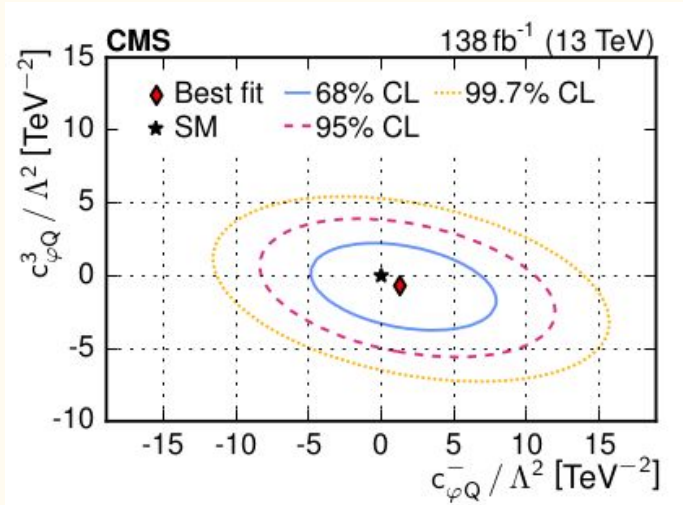 CMS 138 fb⁻¹ (13 TeV)
Best fit 68% CL 99.7% CL
SM 95% CL
c³φQ / Λ² [TeV⁻²]
15
10
5
0
-5
-10
-15 -10 -5 0 5 10 15
c⁻φQ / Λ² [TeV⁻²]